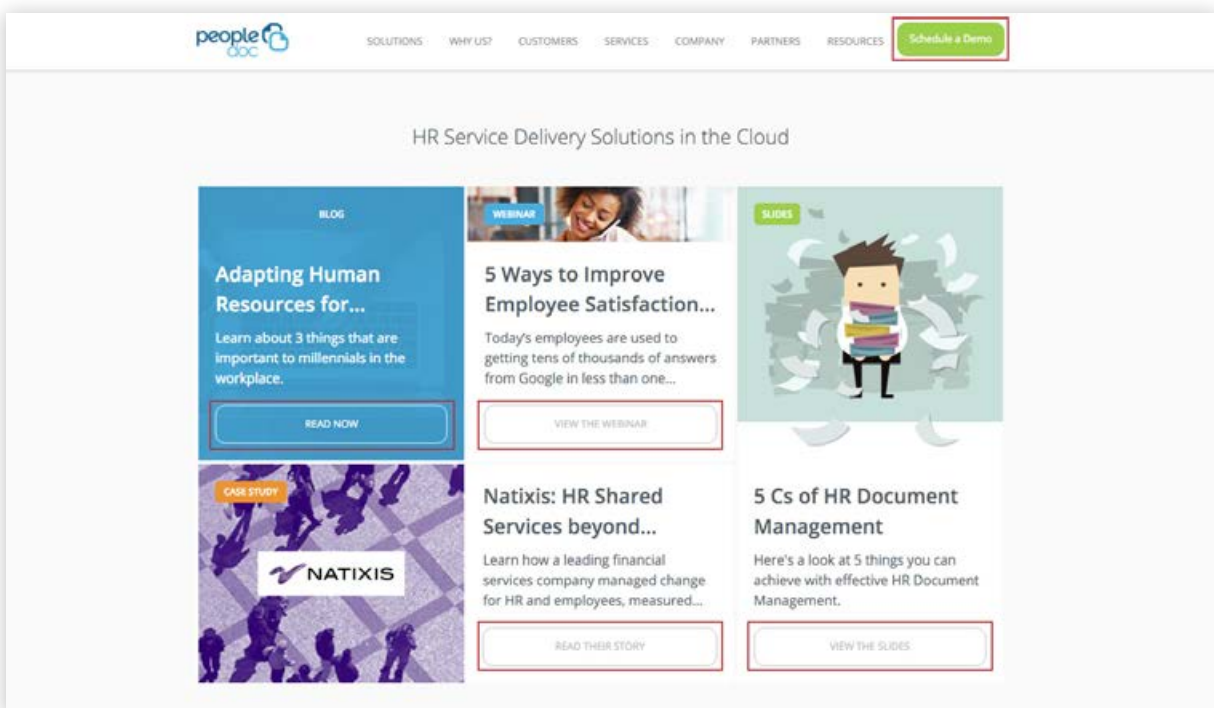 people
doc
SOLUTIONS WHY US? CUSTOMERS SERVICES COMPANY PARTNERS RESOURCES Schedule a Demo
HR Service Delivery Solutions in the Cloud
BLOG
Adapting Human
Resources for...
Learn about 3 things that are
important to millennials in the
workplace.
READ NOW
WEBINAR
5 Ways to Improve
Employee Satisfaction...
Today's employees are used to
getting tens of thousands of answers
from Google in less than one...
VIEW THE WEBINAR
SLIDES
CASE STUDY
NATIXIS
Natixis: HR Shared
Services beyond...
Learn how a leading financial
services company managed change
for HR and employees, measured...
READ THEIR STORY
5 Cs of HR Document
Management
Here's a look at 5 things you can
achieve with effective HR Document
Management.
VIEW THE SLIDES